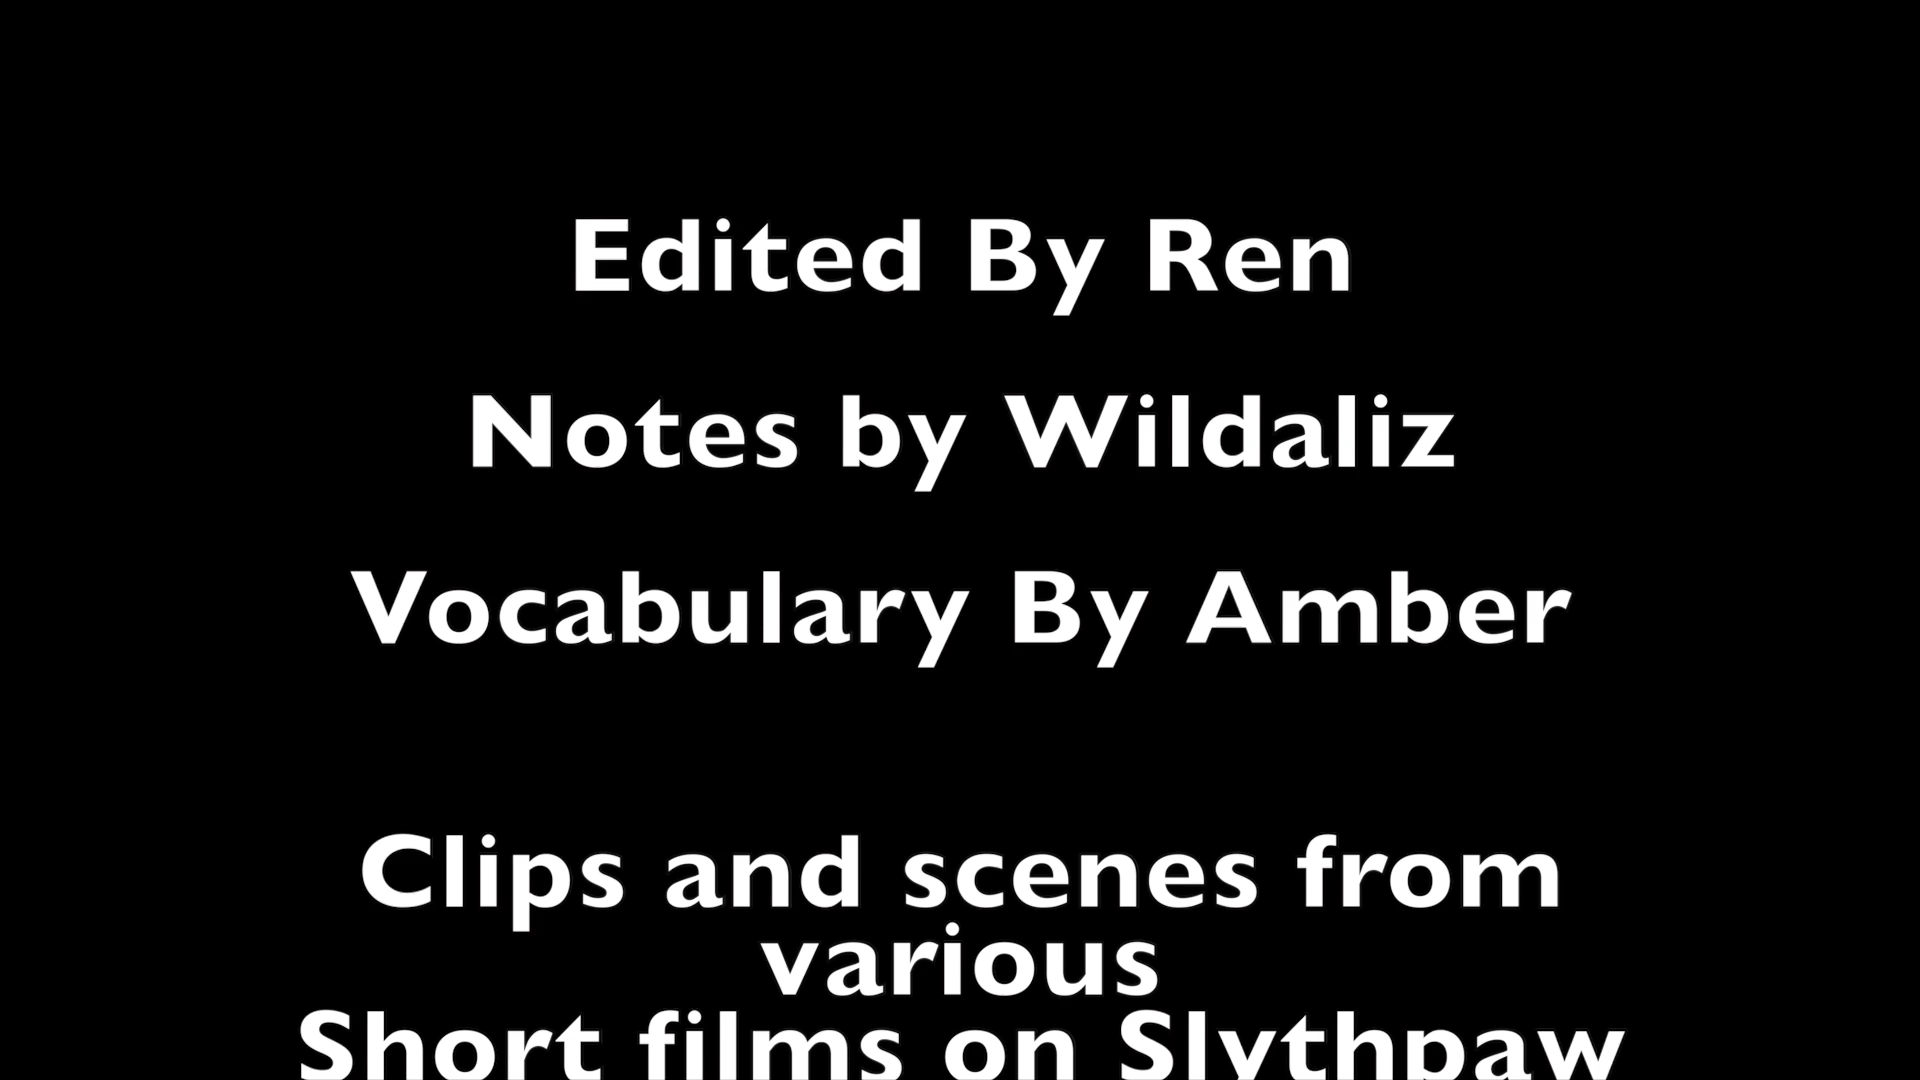 Edited By Ren
Notes by Wildaliz
Vocabulary By Amber
Clips and scenes from
various
Short films on Slythpaw